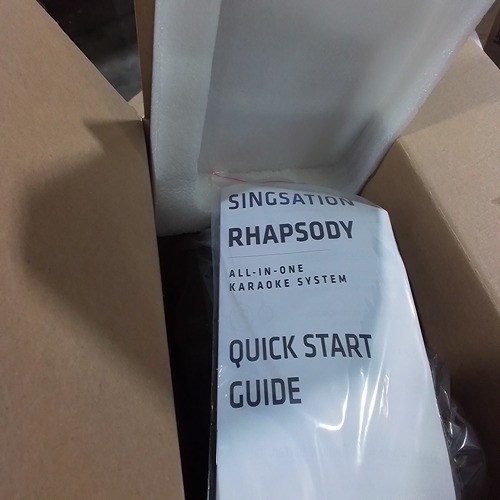 SINGSATION
RHAPSODY
ALL-IN-ONE
KARAOKE SYSTEM
QUICK START
GUIDE